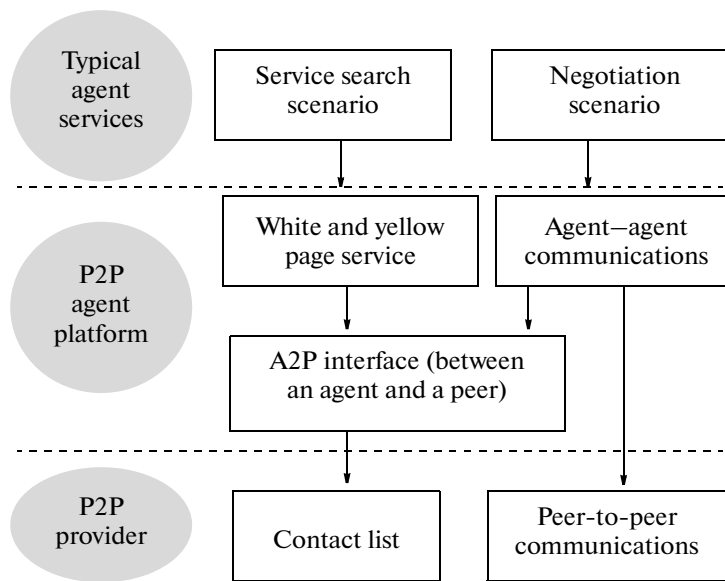 Typical
agent
services
Service search
scenario
Negotiation
scenario
P2P
agent
platform
White and yellow
page service
Agent–agent
communications
A2P interface (between
an agent and a peer)
P2P
provider
Contact list
Peer-to-peer
communications